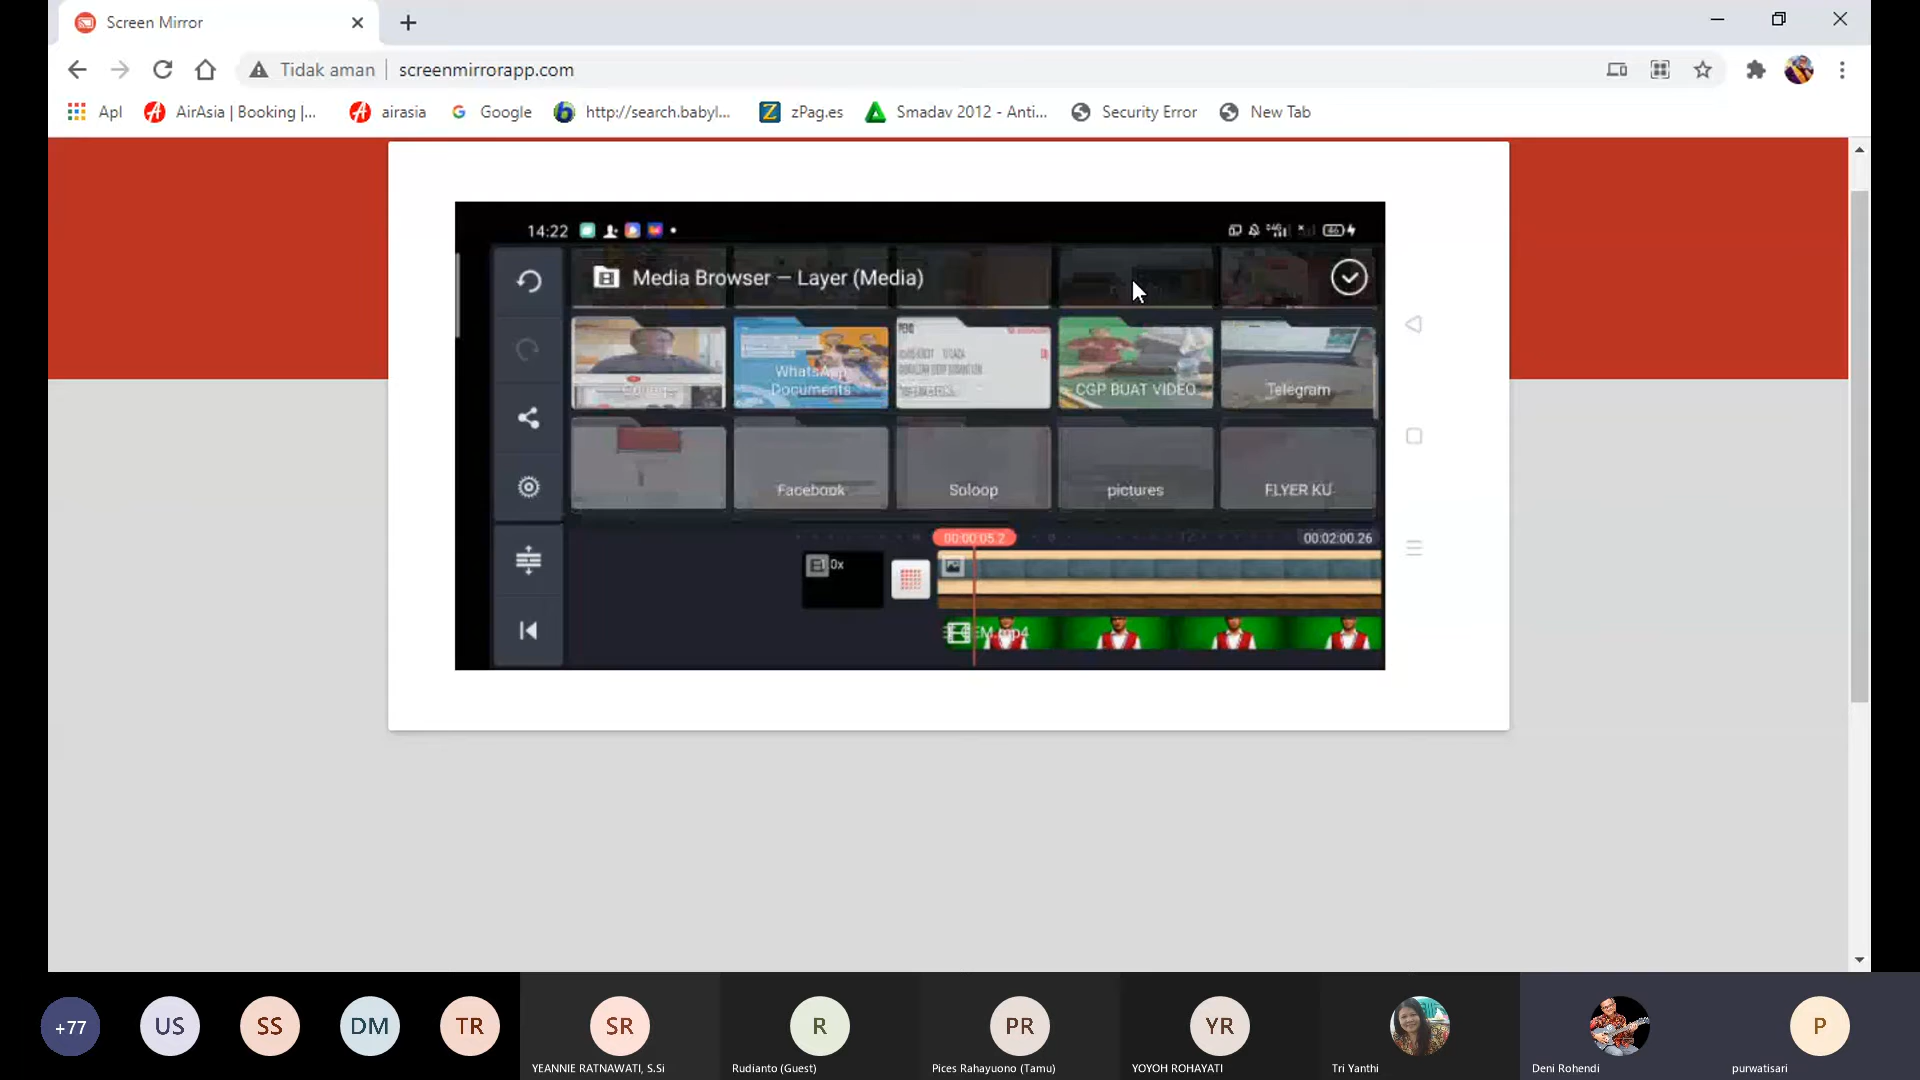 Screen Mirror
Tidak aman
screenmirrorapp.com
Apl
AirAsia | Booking |...
airasia
Google
http://search.babyl...
zPag.es
Smadav 2012 - Anti...
Security Error
New Tab
14:22
Media Browser — Layer (Media)
WhatsApp
Documents
CGP BUAT VIDEO
Telegram
Facebook
Soloop
pictures
FLYER KU
00:00:05.2
00:02:00.26
+77
US
SS
DM
TR
SR
R
PR
YR
P
YEANNIE RATNAWATI, S.Si
Rudianto (Guest)
Pices Rahayuono (Tamu)
YOYOH ROHAYATI
Tri Yanthi
Deni Rohendi
purwatisari